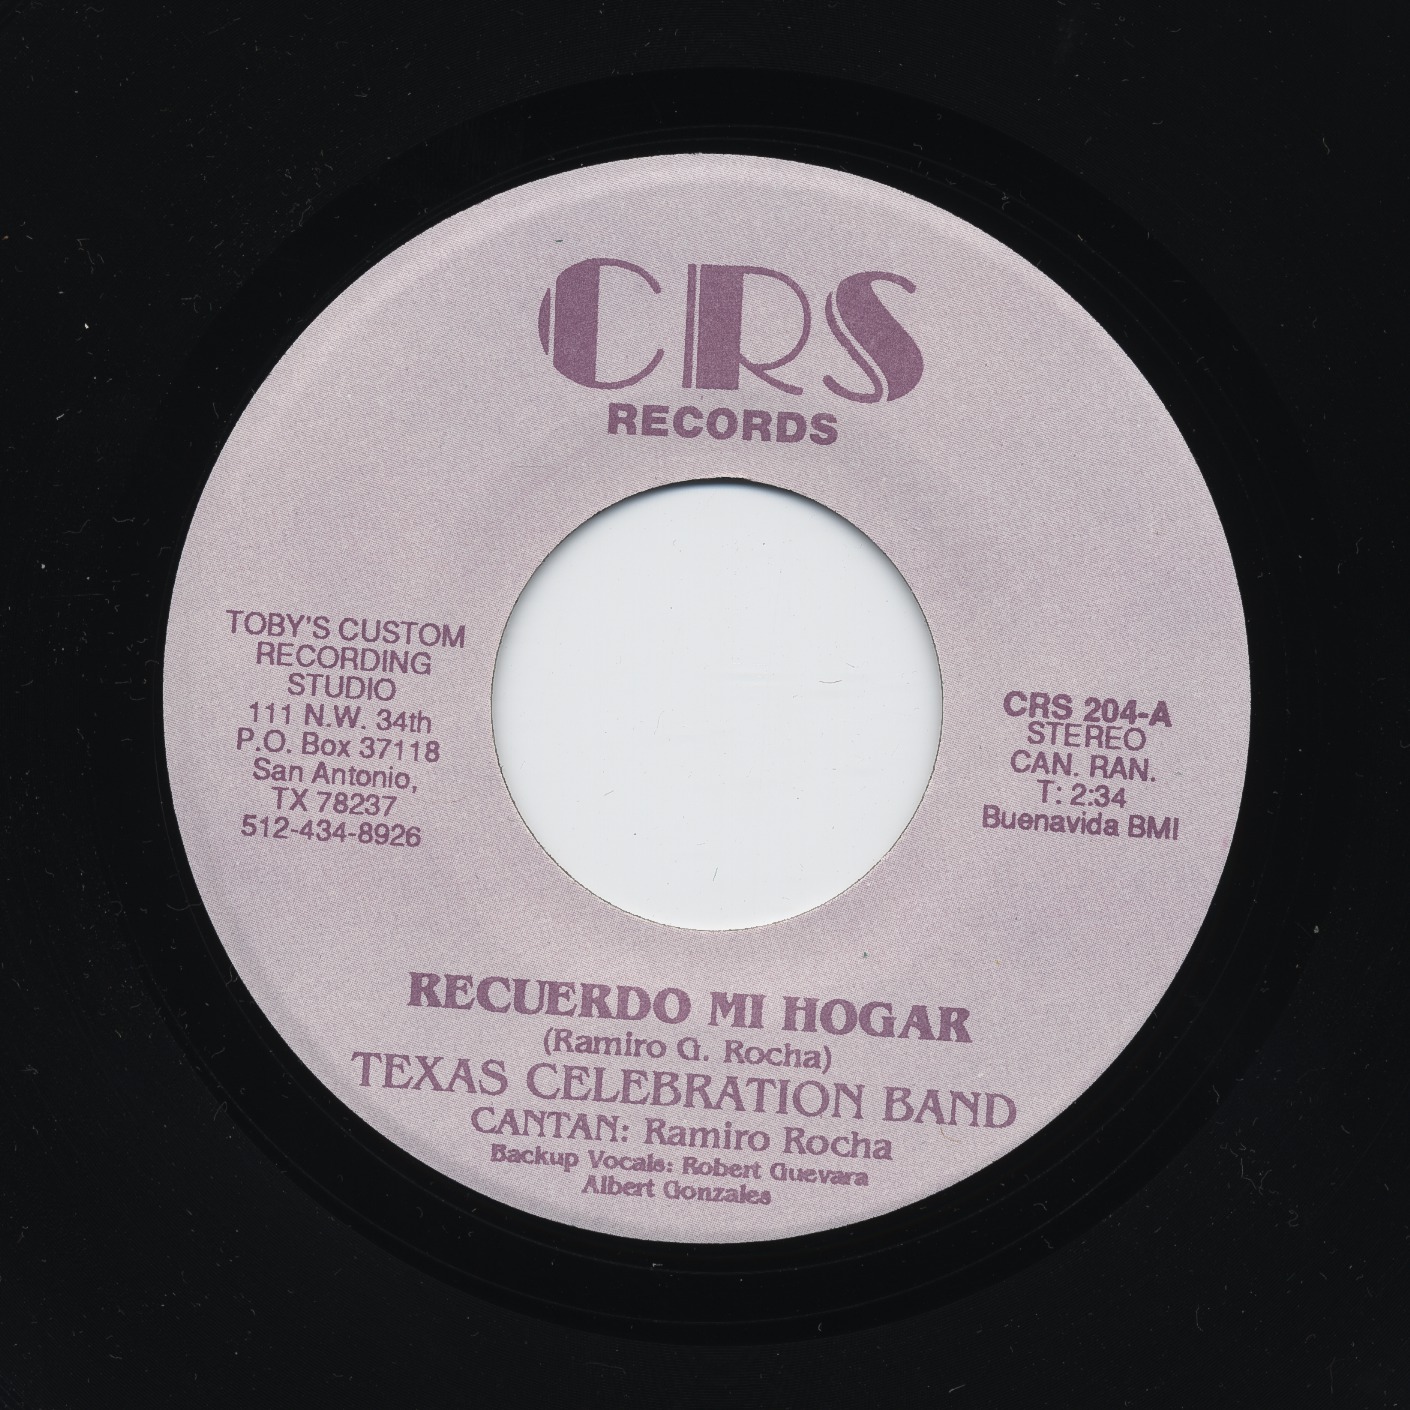 CRS
RECORDS
TOBY'S CUSTOM
RECORDING
STUDIO
111 N.W. 34th
P.O. Box 37118
San Antonio,
TX 78237
512-434-8926
CRS 204-A
STEREO
CAN. RAN.
T: 2:34
Buenavida BMI
RECUERDO MI HOGAR
(Ramiro G. Rocha)
TEXAS CELEBRATION BAND
CANTAN: Ramiro Rocha
Backup Vocals: Robert Guevara
Albert Gonzales